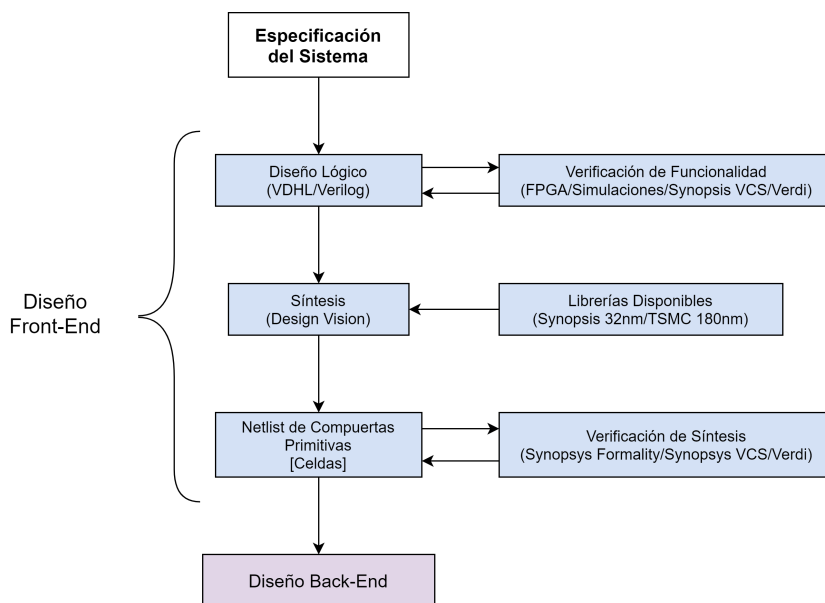 Especificación
del Sistema
Diseño Lógico
(VDHL/Verilog)
Verificación de Funcionalidad
(FPGA/Simulaciones/Synopsis VCS/Verdi)
Diseño
Front-End
Síntesis
(Design Vision)
Librerías Disponibles
(Synopsis 32nm/TSMC 180nm)
Netlist de Compuertas
Primitivas
[Celdas]
Verificación de Síntesis
(Synopsys Formality/Synopsys VCS/Verdi)
Diseño Back-End